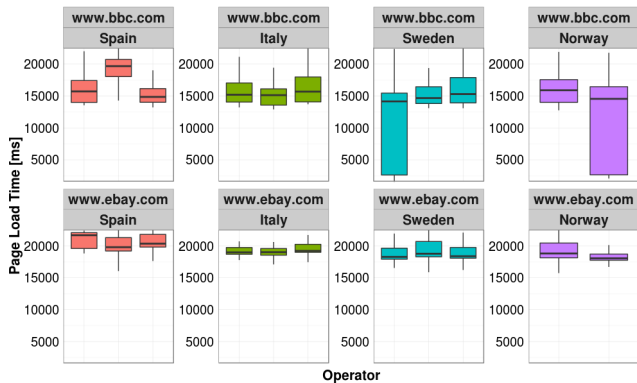 www.bbc.com www.bbc.com www.bbc.com www.bbc.com
Spain Italy Sweden Norway
20000 20000 20000 20000
15000 15000 15000 15000
10000 10000 10000 10000
5000 5000 5000 5000
Page Load Time [ms]
www.ebay.com www.ebay.com www.ebay.com www.ebay.com
Spain Italy Sweden Norway
20000 20000 20000 20000
15000 15000 15000 15000
10000 10000 10000 10000
5000 5000 5000 5000
Operator